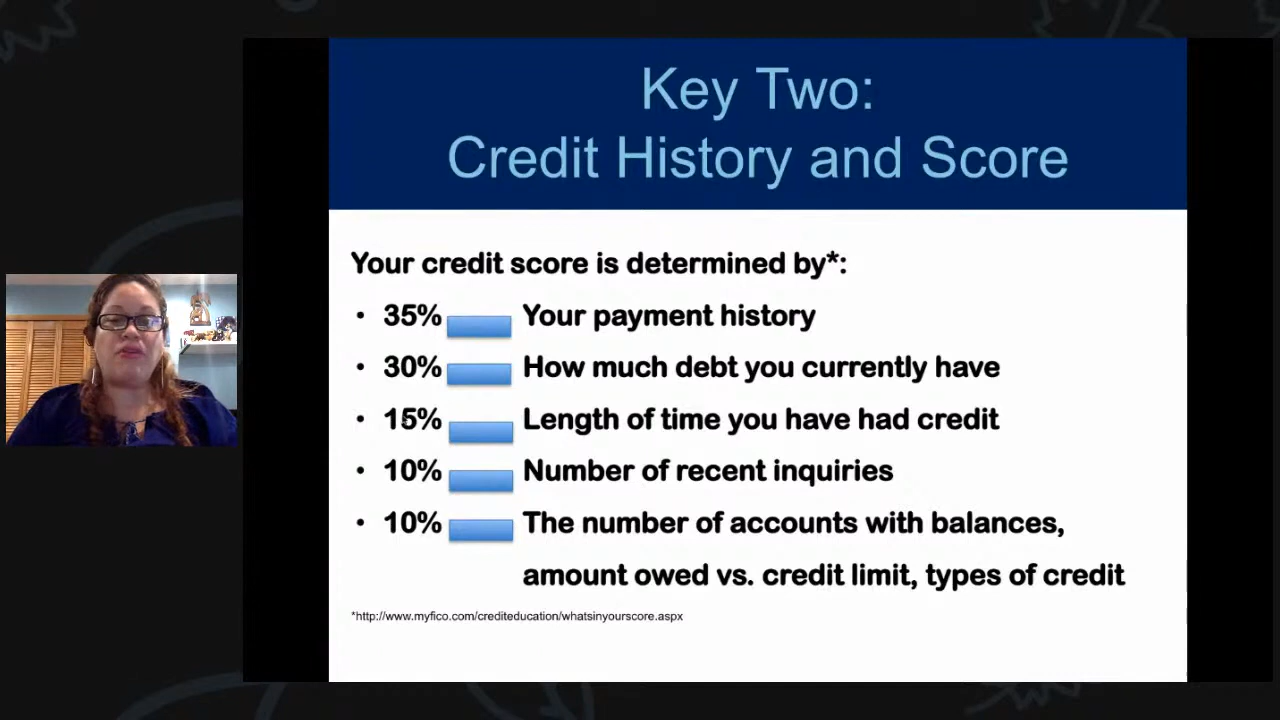 Key Two:
Credit History and Score
Your credit score is determined by*:
• 35% Your payment history
• 30% How much debt you currently have
• 15% Length of time you have had credit
• 10% Number of recent inquiries
• 10% The number of accounts with balances,
amount owed vs. credit limit, types of credit
*http://www.myfico.com/crediteducation/whatsinyourscore.aspx